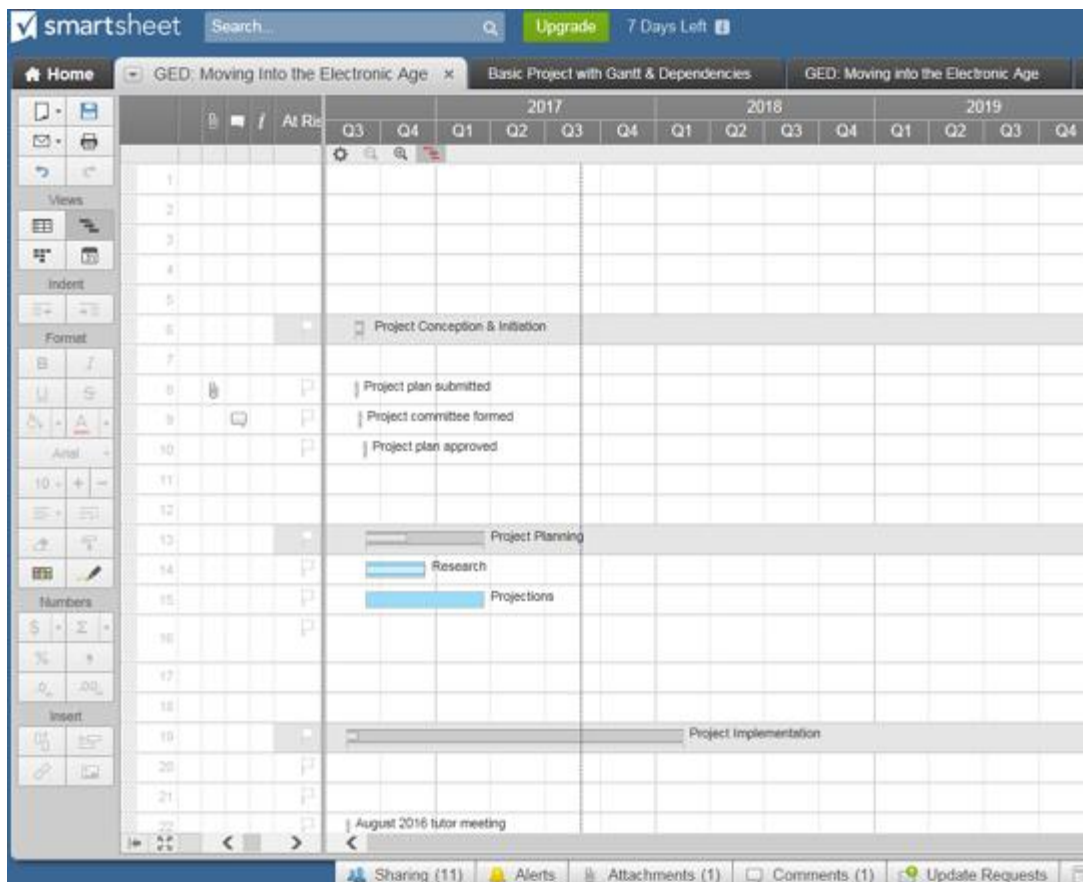 smartsheet Search... Upgrade 7 Days Left
Home GED: Moving Into the Electronic Age × Basic Project with Gantt & Dependencies GED: Moving into the Electronic Age
At Ris
2017 2018 2019
Q3 Q4 Q1 Q2 Q3 Q4 Q1 Q2 Q3 Q4 Q1 Q2 Q3 Q4
1
Views
2
3
4
Indent
5
6 Project Conception & Initiation
Format
7
B I
8 Project plan submitted
U S
9 Project committee formed
A
10 Project plan approved
Arial
11
10 + −
12
13 Project Planning
14 Research
Numbers
15 Projections
$ Σ
16
% ,
17
.0 .00
18
Insert
19 Project Implementation
20
21
22 August 2016 tutor meeting
Sharing (11) Alerts Attachments (1) Comments (1) Update Requests